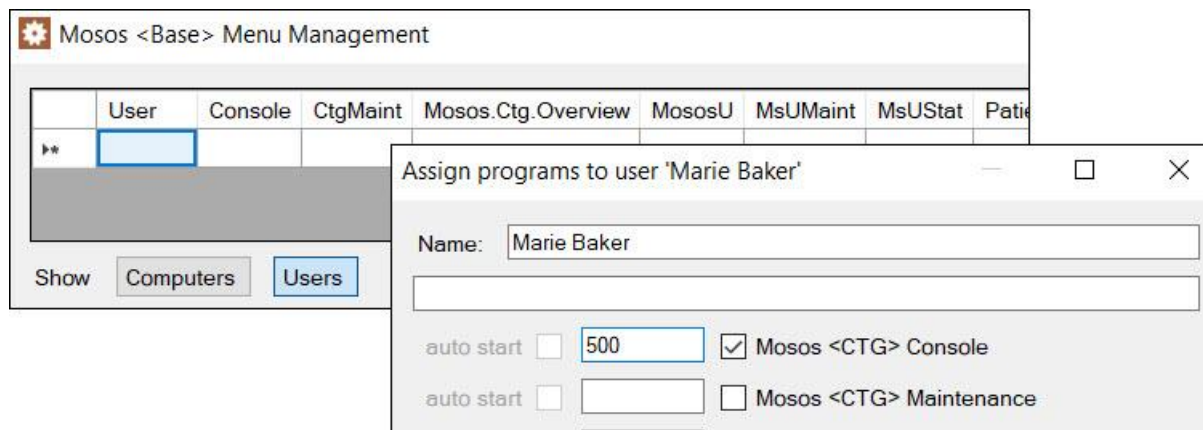 Mosos <Base> Menu Management
User Console CtgMaint Mosos.Ctg.Overview MososU MsUMaint MsUStat Patie
Assign programs to user 'Marie Baker'
Name: Marie Baker
Show Computers Users
auto start 500 Mosos <CTG> Console
auto start Mosos <CTG> Maintenance